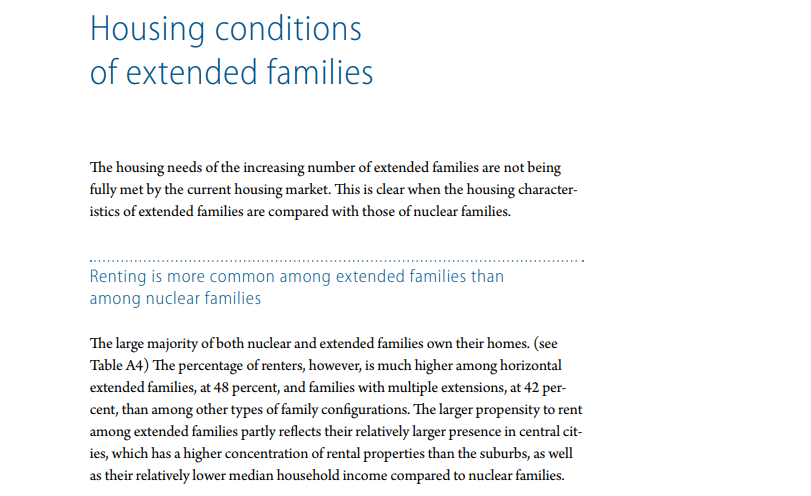 Housing conditions
of extended families
The housing needs of the increasing number of extended families are not being
fully met by the current housing market. This is clear when the housing character-
istics of extended families are compared with those of nuclear families.
Renting is more common among extended families than
among nuclear families
The large majority of both nuclear and extended families own their homes. (see
Table A4) The percentage of renters, however, is much higher among horizontal
extended families, at 48 percent, and families with multiple extensions, at 42 per-
cent, than among other types of family configurations. The larger propensity to rent
among extended families partly reflects their relatively larger presence in central cit-
ies, which has a higher concentration of rental properties than the suburbs, as well
as their relatively lower median household income compared to nuclear families.